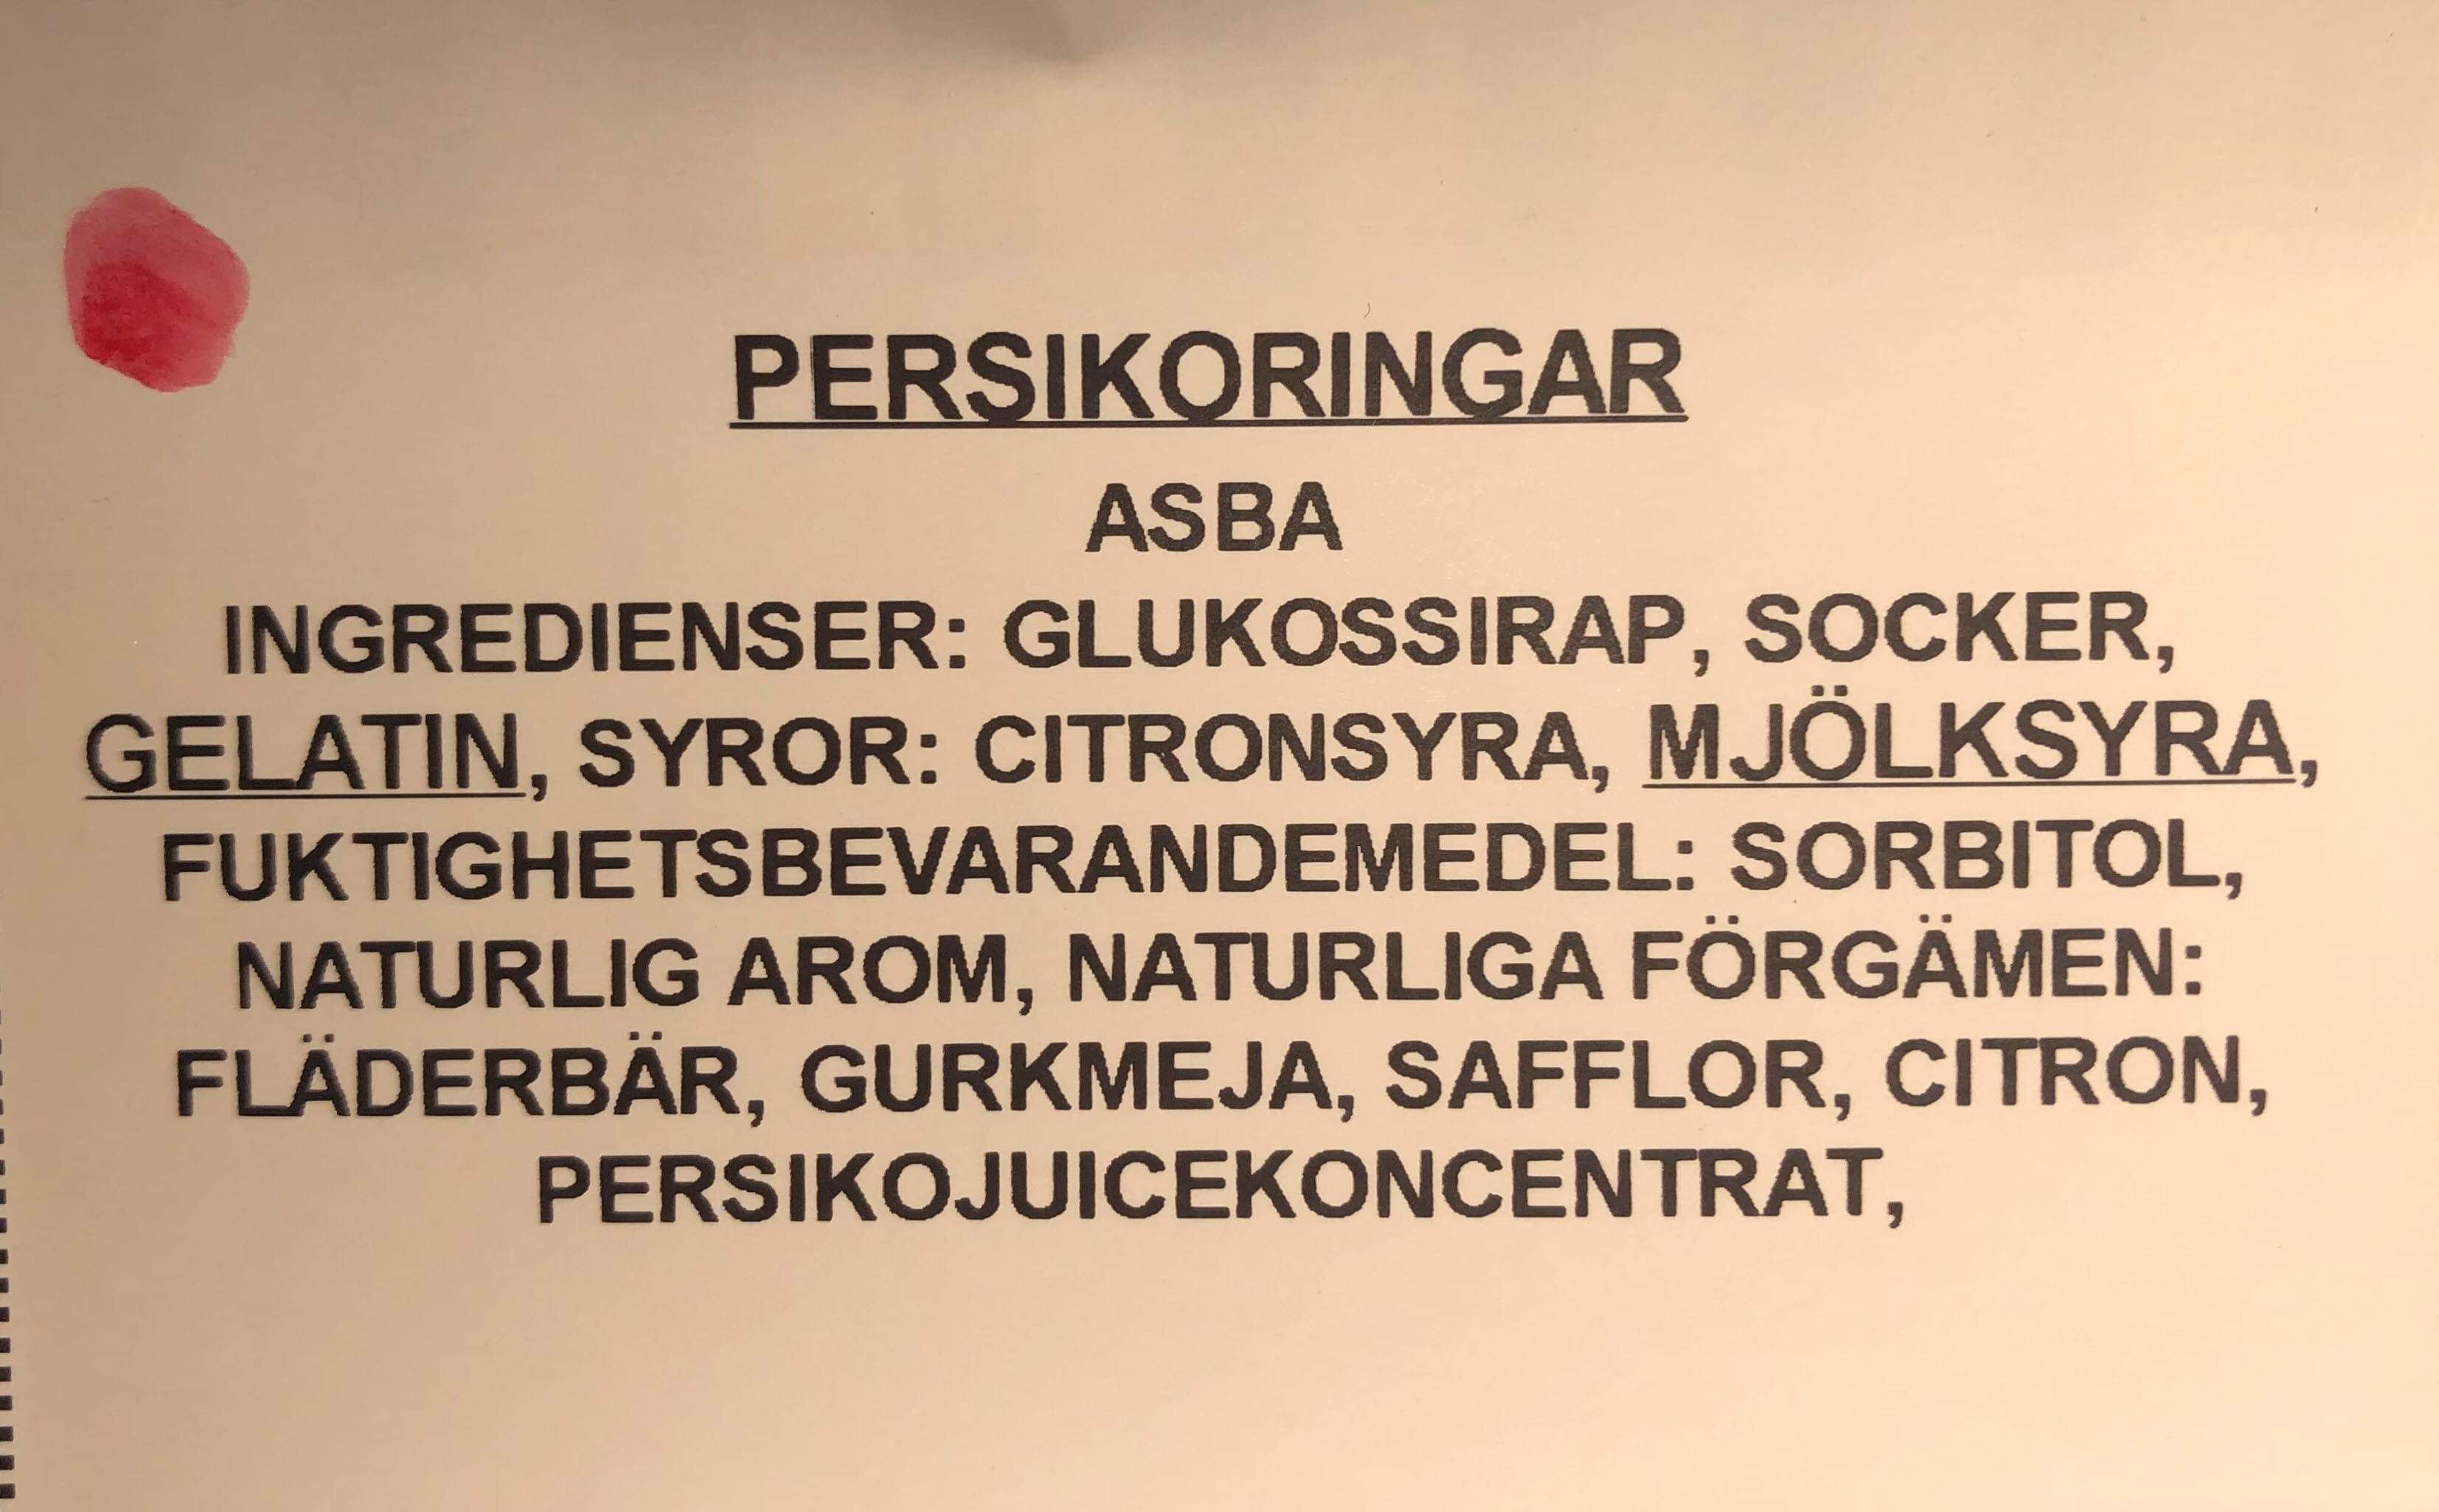 PERSIKORINGAR
ASBA
INGREDIENSER: GLUKOSSIRAP, SOCKER,
GELATIN, SYROR: CITRONSYRA, MJÖLKSYRA,
FUKTIGHETSBEVARANDEMEDEL: SORBITOL,
NATURLIG AROM, NATURLIGA FÖRGÄMEN:
FLÄDERBÄR, GURKMEJA, SAFFLOR, CITRON,
PERSIKOJUICEKONCENTRAT,